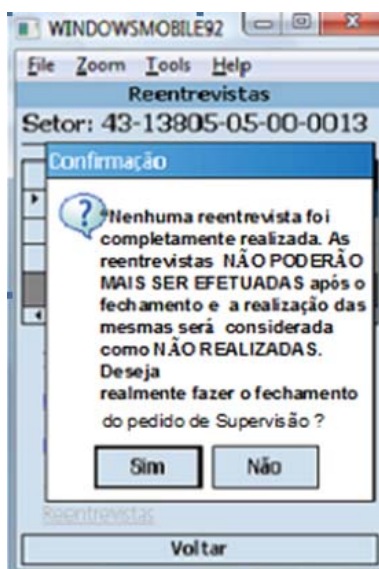 WINDOWSMOBILE92
File Zoom Tools Help
Reentrevistas
Setor: 43-13805-05-00-0013
Confirmação
Nenhuma reentrevista foi
completamente realizada. As
reentrevistas NÃO PODERÃO
MAIS SER EFETUADAS após o
fechamento e a realização das
mesmas será considerada
como NÃO REALIZADAS.
Deseja
realmente fazer o fechamento
do pedido de Supervisão ?
Sim Não
Reentrevistas
Voltar